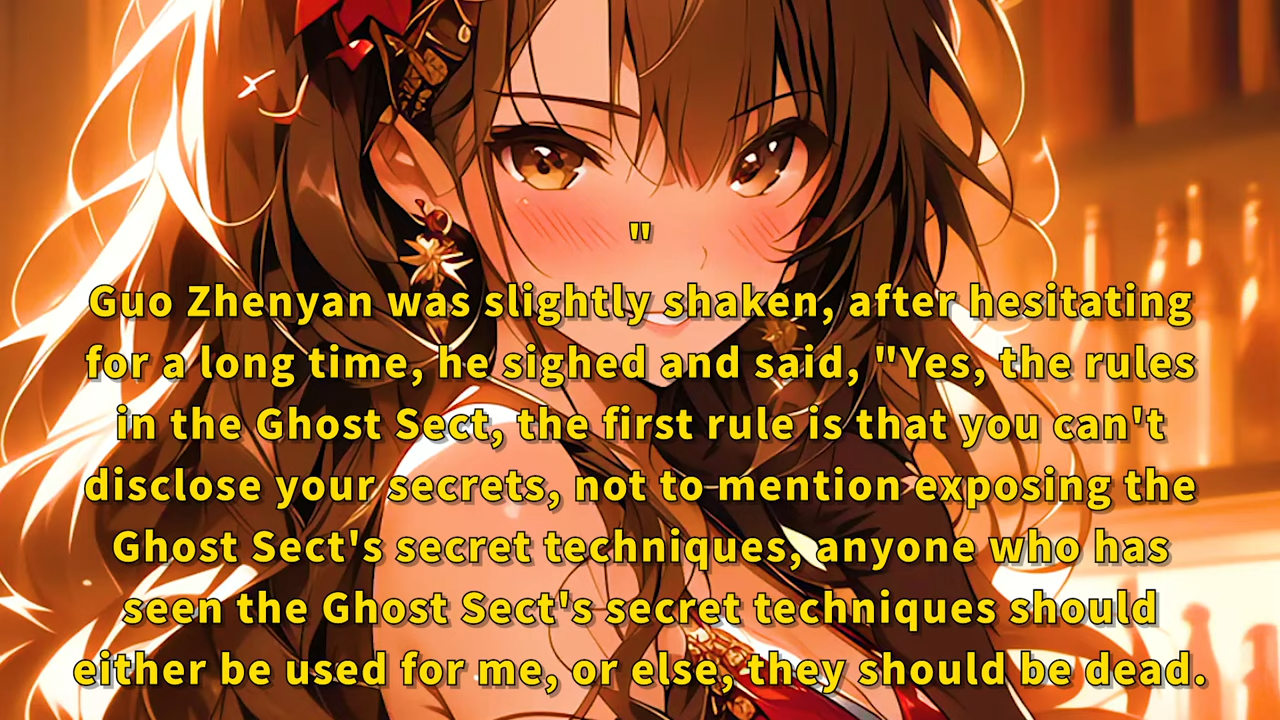 "
Guo Zhenyan was slightly shaken, after hesitating
for a long time, he sighed and said, "Yes, the rules
in the Ghost Sect, the first rule is that you can't
disclose your secrets, not to mention exposing the
Ghost Sect's secret techniques, anyone who has
seen the Ghost Sect's secret techniques should
either be used for me, or else, they should be dead.